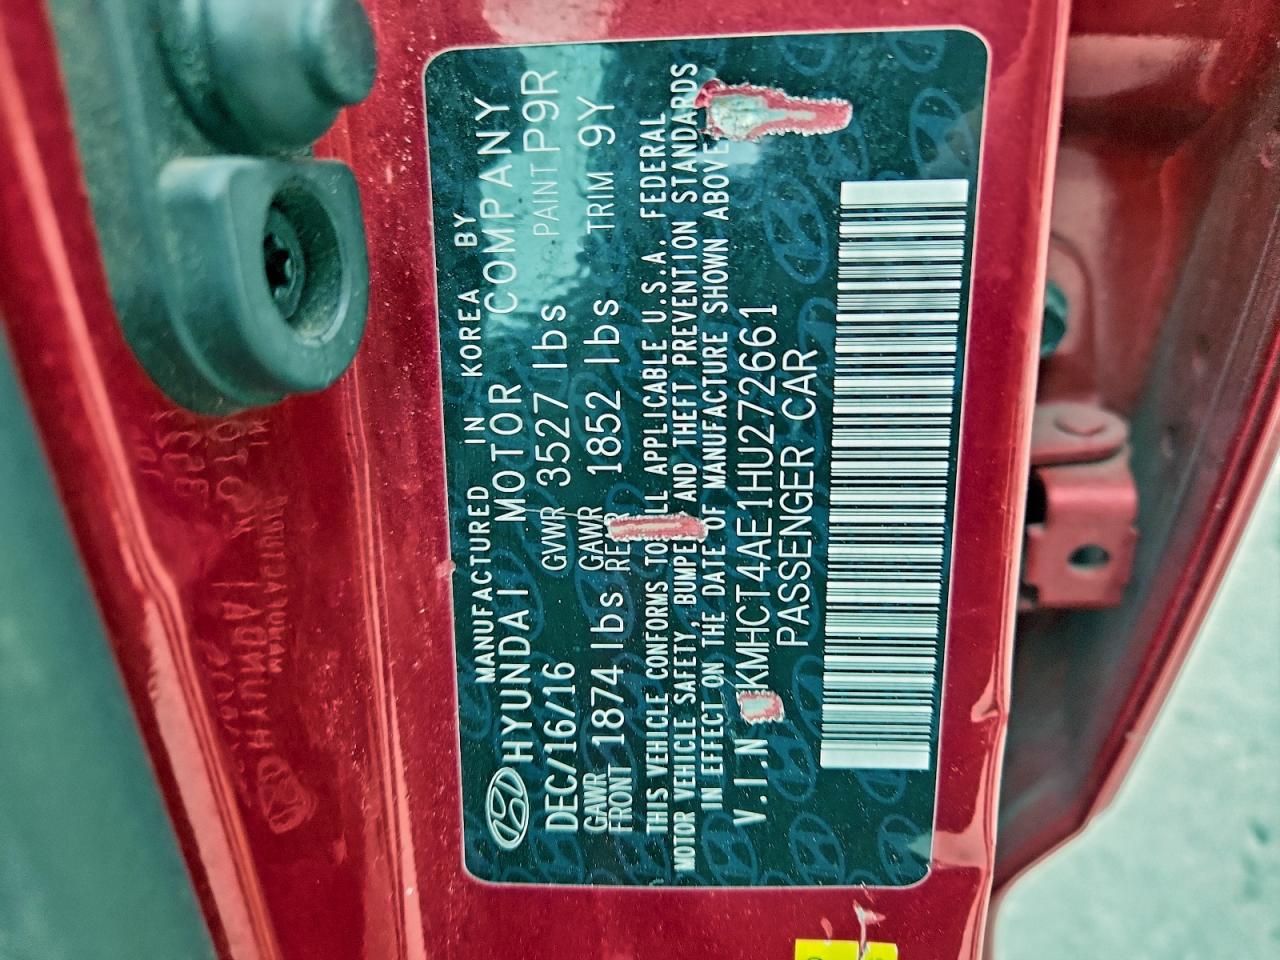 MANUFACTURED IN KOREA BY
HYUNDAI MOTOR COMPANY
DEC/16/16 GVWR 3527 lbs PAINT P9R
GAWR FRONT 1874 lbs GAWR REAR 1852 lbs TRIM 9Y
THIS VEHICLE CONFORMS TO ALL APPLICABLE U.S.A. FEDERAL
MOTOR VEHICLE SAFETY, BUMPER AND THEFT PREVENTION STANDARDS
IN EFFECT ON THE DATE OF MANUFACTURE SHOWN ABOVE
V.I.N KMHCT4AE1HU272661
PASSENGER CAR